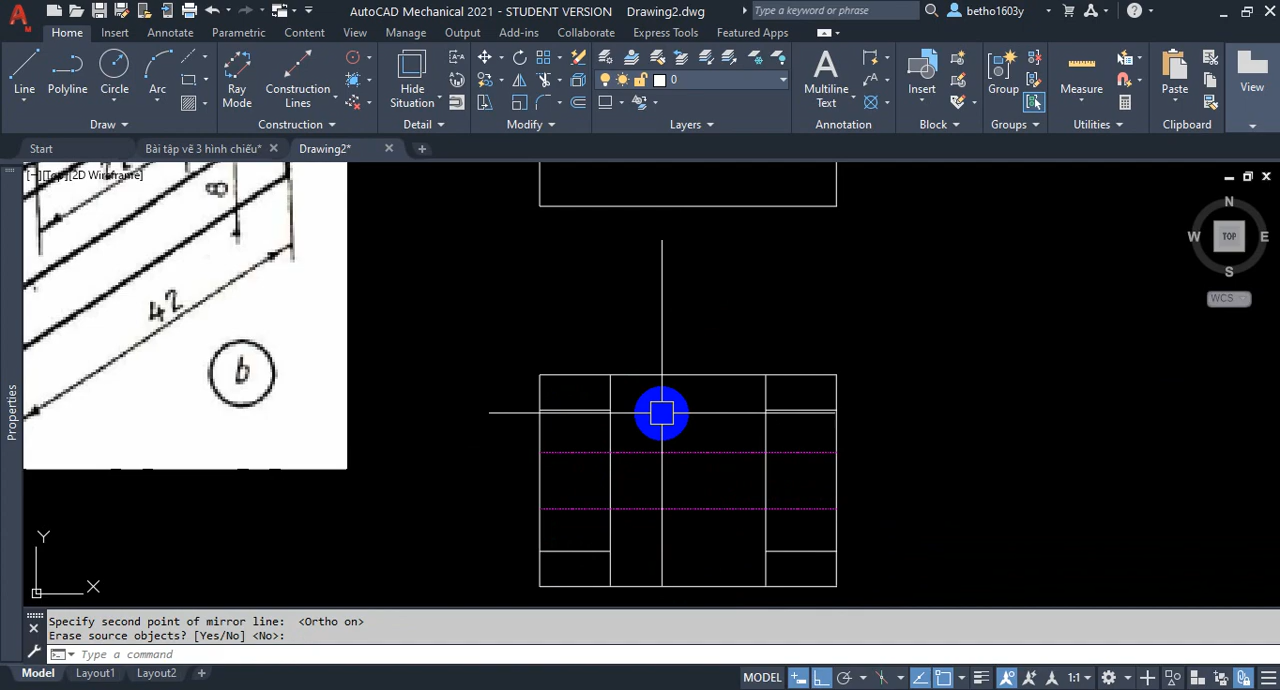 AutoCAD Mechanical 2021 - STUDENT VERSION Drawing2.dwg Type a keyword or phrase betho1603y
Home Insert Annotate Parametric Content View Manage Output Add-ins Collaborate Express Tools Featured Apps
0
Line Polyline Circle Arc Ray Mode Construction Lines Hide Situation Multiline Text Insert Group Measure Paste View
Draw Construction Detail Modify Layers Annotation Block Groups Utilities Clipboard
Start Bài tập vẽ 3 hình chiếu* Drawing2*
[−][Top][2D Wireframe]
8
N
W TOP E
S
WCS
42
b
Properties
Y
X
Specify second point of mirror line: <Ortho on>
Erase source objects? [Yes/No] <No>:
Type a command
Model Layout1 Layout2 MODEL 1:1